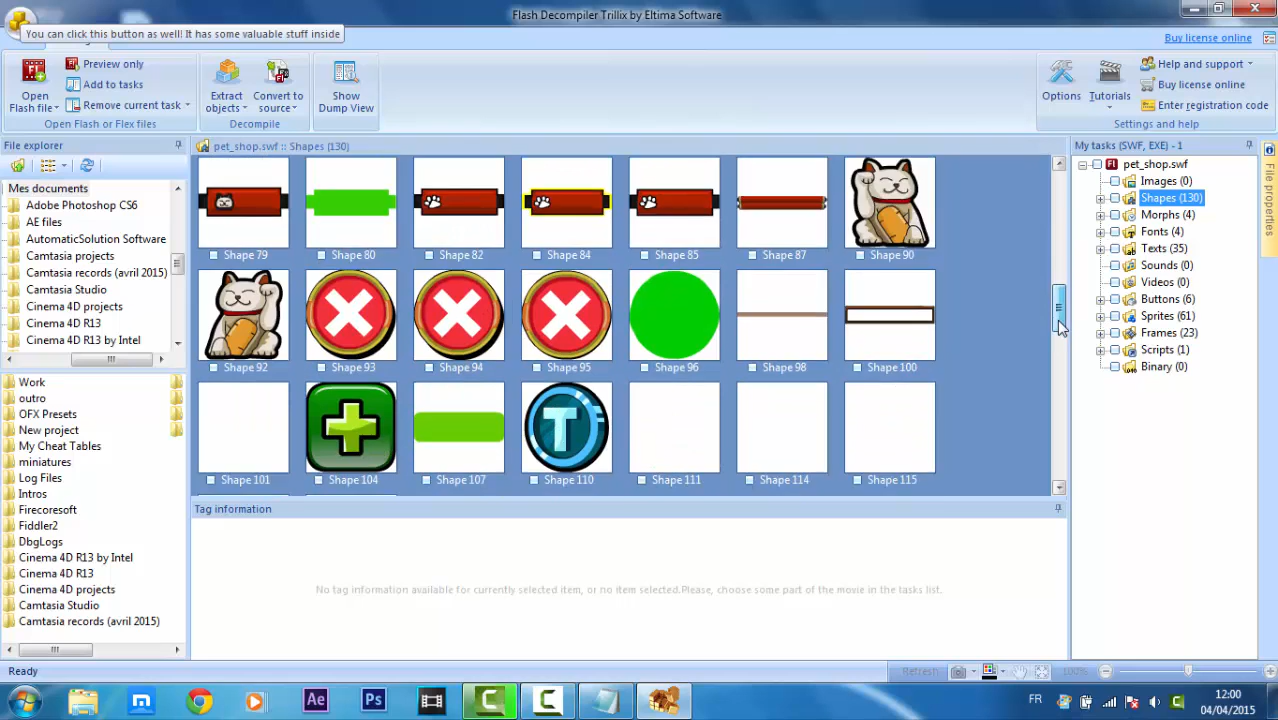 Flash Decompiler Trillix by Eltima Software
You can click this button as well! It has some valuable stuff inside
Buy license online
Open
Flash file
Preview only
Add to tasks
Remove current task
Open Flash or Flex files
Extract
objects
Convert to
source
Decompile
Show
Dump View
Options
Tutorials
Help and support
Buy license online
Enter registration code
Settings and help
File explorer
Mes documents
Adobe Photoshop CS6
AE files
AutomaticSolution Software
Camtasia projects
Camtasia records (avril 2015)
Camtasia Studio
Cinema 4D projects
Cinema 4D R13
Cinema 4D R13 by Intel
Work
outro
OFX Presets
New project
My Cheat Tables
miniatures
Log Files
Intros
Firecoresoft
Fiddler2
DbgLogs
Cinema 4D R13 by Intel
Cinema 4D R13
Cinema 4D projects
Camtasia Studio
Camtasia records (avril 2015)
pet_shop.swf :: Shapes (130)
Shape 79
Shape 80
Shape 82
Shape 84
Shape 85
Shape 87
Shape 90
Shape 92
Shape 93
Shape 94
Shape 95
Shape 96
Shape 98
Shape 100
T
Shape 101
Shape 104
Shape 107
Shape 110
Shape 111
Shape 114
Shape 115
Tag information
No tag information available for currently selected item, or no item selected.Please, choose some part of the movie in the tasks list.
My tasks (SWF, EXE) - 1
pet_shop.swf
Images (0)
Shapes (130)
Morphs (4)
Fonts (4)
Texts (35)
Sounds (0)
Videos (0)
Buttons (6)
Sprites (61)
Frames (23)
Scripts (1)
Binary (0)
File properties
Ready
Refresh
100%
Ae
Ps
FR
12:00
04/04/2015